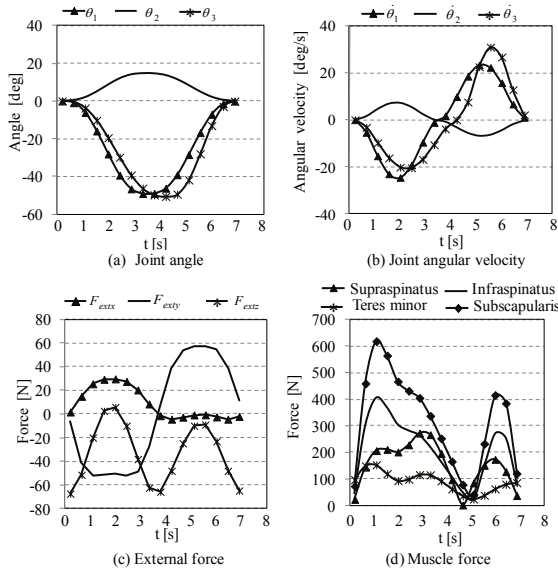 θ1 θ2 θ3
Angle [deg]
40
20
0
-20
-40
-60
0 1 2 3 4 5 6 7 8
t [s]
(a) Joint angle
θ̇1 θ̇2 θ̇3
Angular velocity [deg/s]
40
20
0
-20
-40
0 1 2 3 4 5 6 7 8
t [s]
(b) Joint angular velocity
Fextx Fexty Fextz
Force [N]
80
60
40
20
0
-20
-40
-60
-80
0 1 2 3 4 5 6 7 8
t [s]
(c) External force
Supraspinatus Infraspinatus
Teres minor Subscapularis
Force [N]
700
600
500
400
300
200
100
0
0 1 2 3 4 5 6 7 8
t [s]
(d) Muscle force